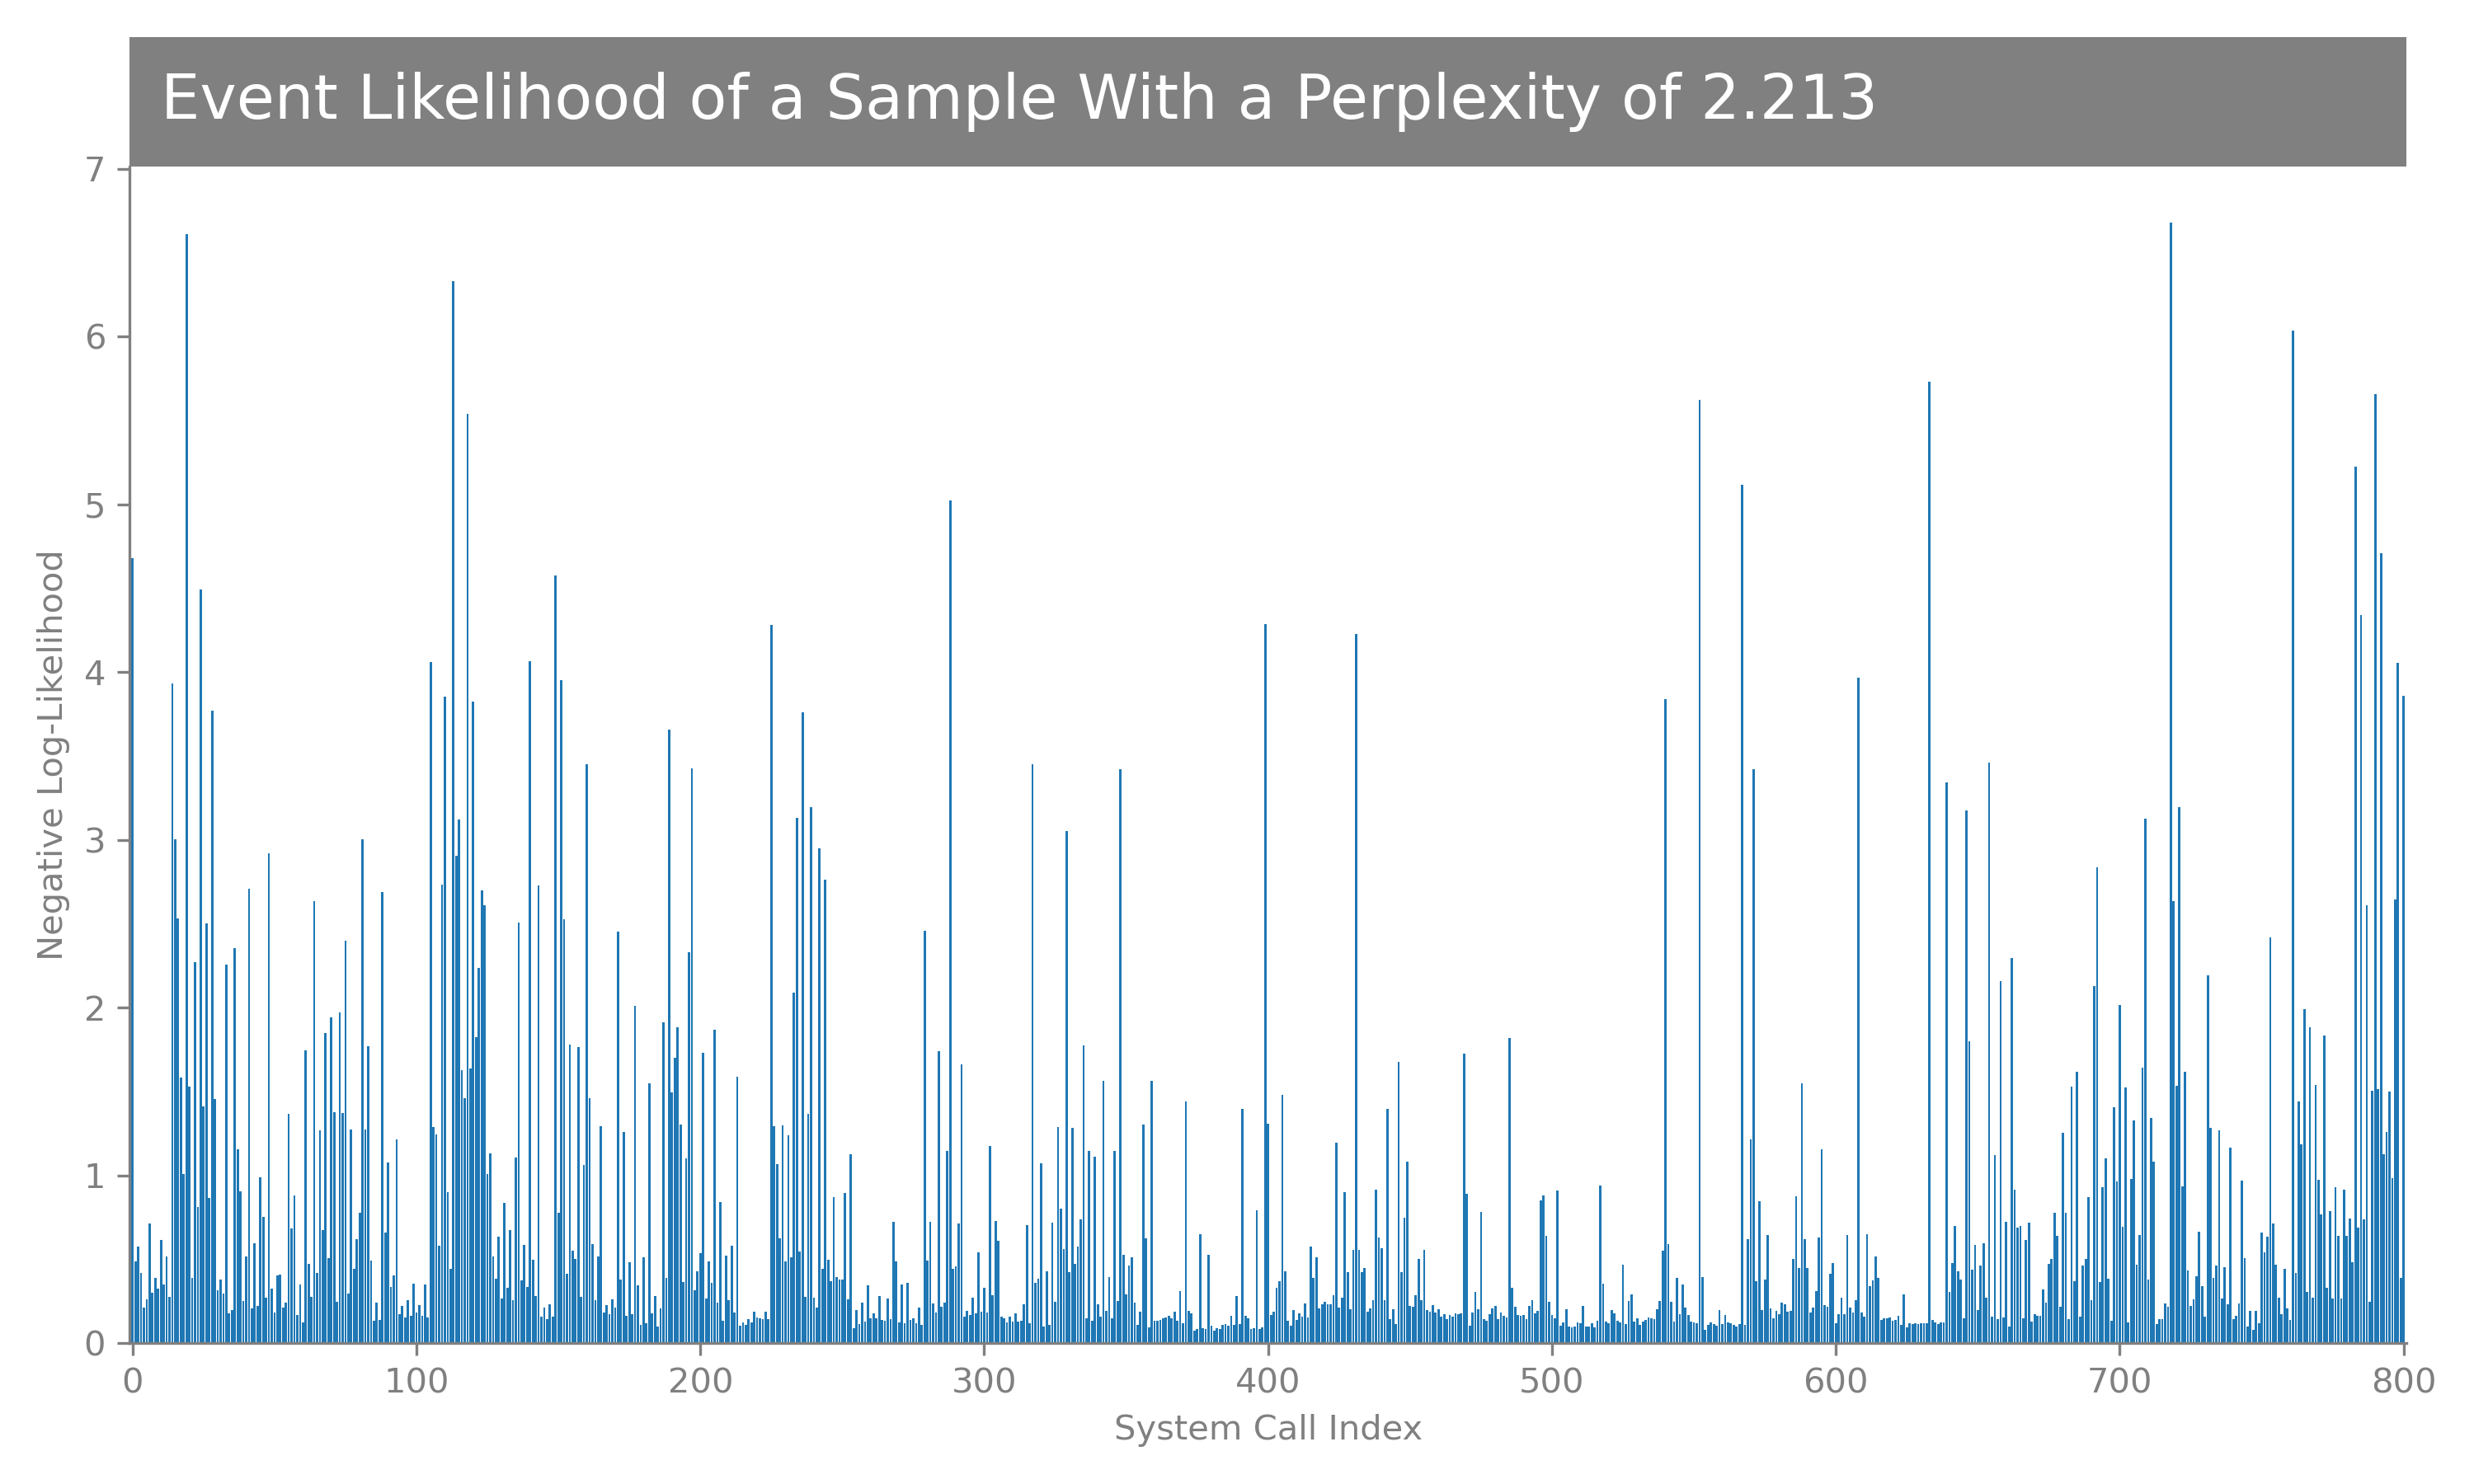 Event Likelihood of a Sample With a Perplexity of 2.213
7
6
5
4
3
2
1
0
Negative Log-Likelihood
0 100 200 300 400 500 600 700 800
System Call Index